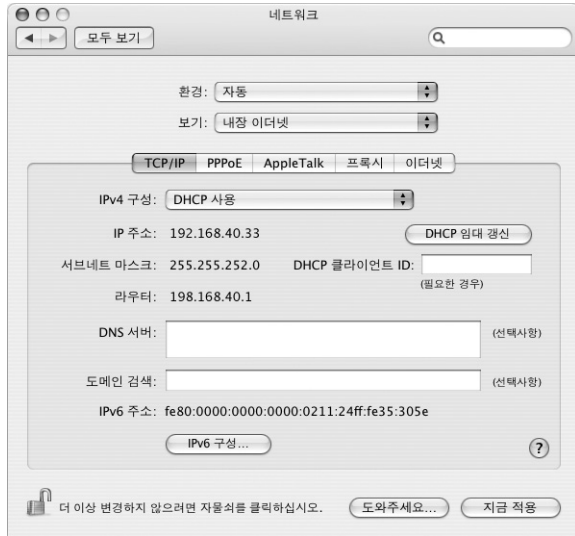 네트워크
모두 보기
환경: 자동
보기: 내장 이더넷
TCP/IP PPPoE AppleTalk 프록시 이더넷
IPv4 구성: DHCP 사용
IP 주소: 192.168.40.33 DHCP 임대 갱신
서브네트 마스크: 255.255.252.0 DHCP 클라이언트 ID:
(필요한 경우)
라우터: 198.168.40.1
DNS 서버: (선택사항)
도메인 검색: (선택사항)
IPv6 주소: fe80:0000:0000:0000:0211:24ff:fe35:305e
IPv6 구성... ?
더 이상 변경하지 않으려면 자물쇠를 클릭하십시오. 도와주세요... 지금 적용